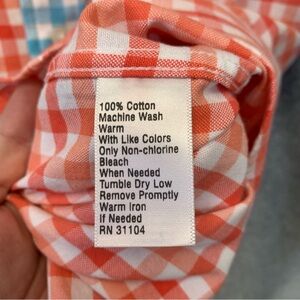 100% Cotton
Machine Wash
Warm
With Like Colors
Only Non-chlorine
Bleach
When Needed
Tumble Dry Low
Remove Promptly
Warm Iron
If Needed
RN 31104